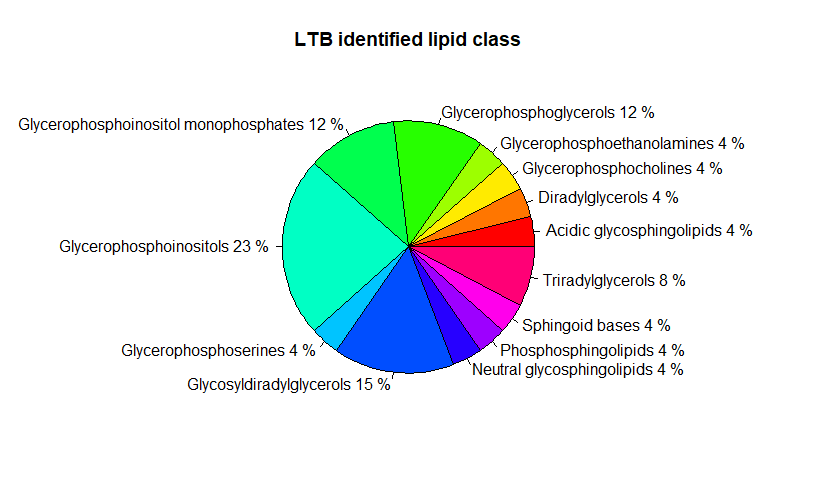 LTB identified lipid class
Glycerophosphoglycerols 12 %
Glycerophosphoinositol monophosphates 12 %
Glycerophosphoethanolamines 4 %
Glycerophosphocholines 4 %
Diradylglycerols 4 %
Acidic glycosphingolipids 4 %
Glycerophosphoinositols 23 %
Triradylglycerols 8 %
Sphingoid bases 4 %
Glycerophosphoserines 4 %
Phosphosphingolipids 4 %
Neutral glycosphingolipids 4 %
Glycosyldiradylglycerols 15 %